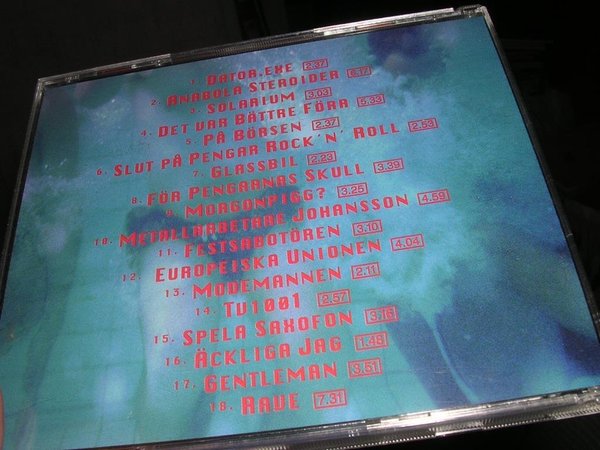 1. DATOR.EXE 2.37
2. ANABOLA STEROIDER 6.17
3. SOLARIUM 3.03
4. DET VAR BÄTTRE FÖRR 5.33
5. PÅ BÖRSEN 2.37
6. SLUT PÅ PENGAR ROCK'N'ROLL 2.53
7. GLASSBIL 2.23
8. FÖR PENGARNAS SKULL 3.39
9. MORGONPIGG? 3.25
10. METALLARBETARE JOHANSSON 4.59
11. FESTSABOTÖREN 3.10
12. EUROPEISKA UNIONEN 4.04
13. MODEMANNEN 2.11
14. TV1001 2.57
15. SPELA SAXOFON 3.16
16. ÄCKLIGA JAG 1.48
17. GENTLEMAN 3.51
18. RAVE 7.31